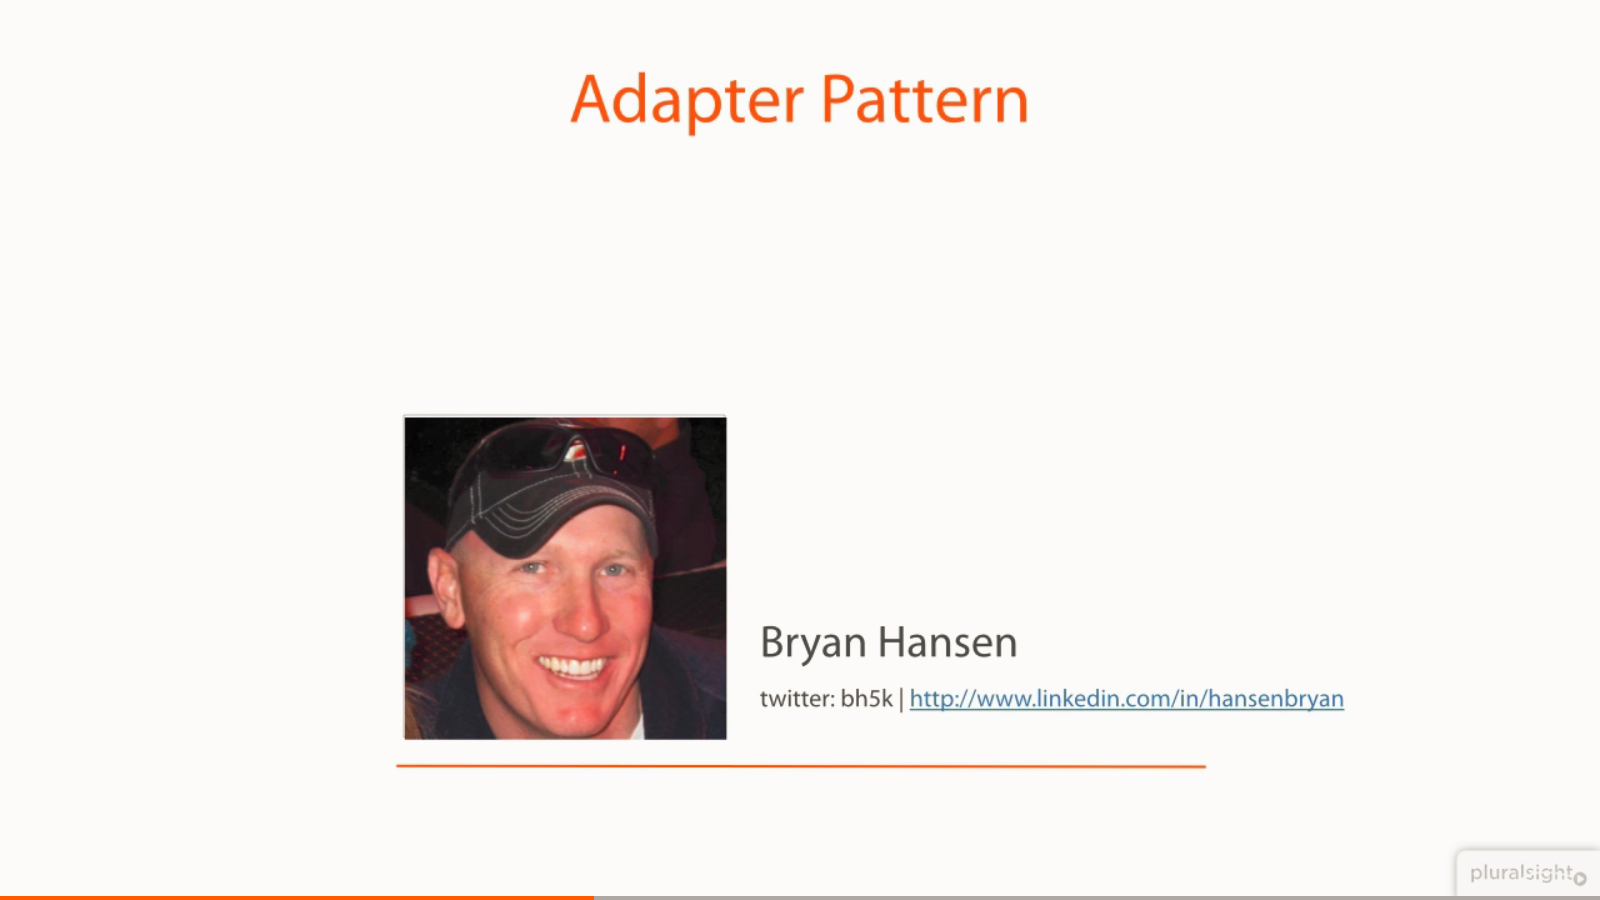 Adapter Pattern
Bryan Hansen
twitter: bh5k | http://www.linkedin.com/in/hansenbryan
pluralsight